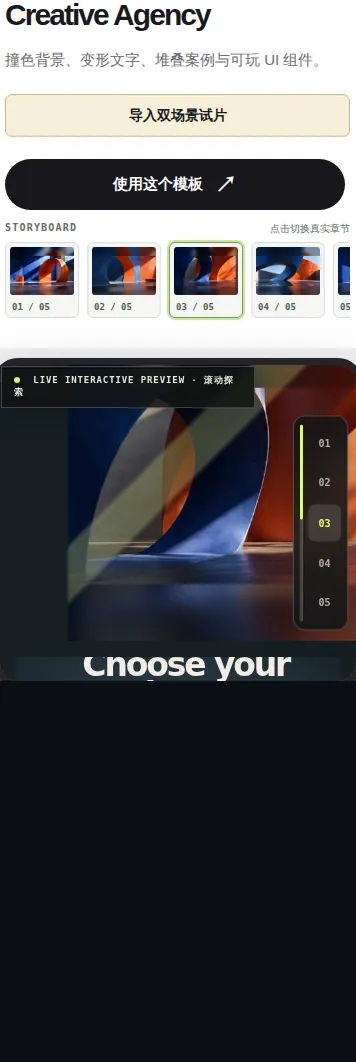 Creative Agency
撞色背景、变形文字、堆叠案例与可玩 UI 组件。
导入双场景试片
使用这个模板 ↗
STORYBOARD
点击切换真实章节
01 / 05
02 / 05
03 / 05
04 / 05
05
LIVE INTERACTIVE PREVIEW · 滚动探
索
01
02
03
04
05
Choose your